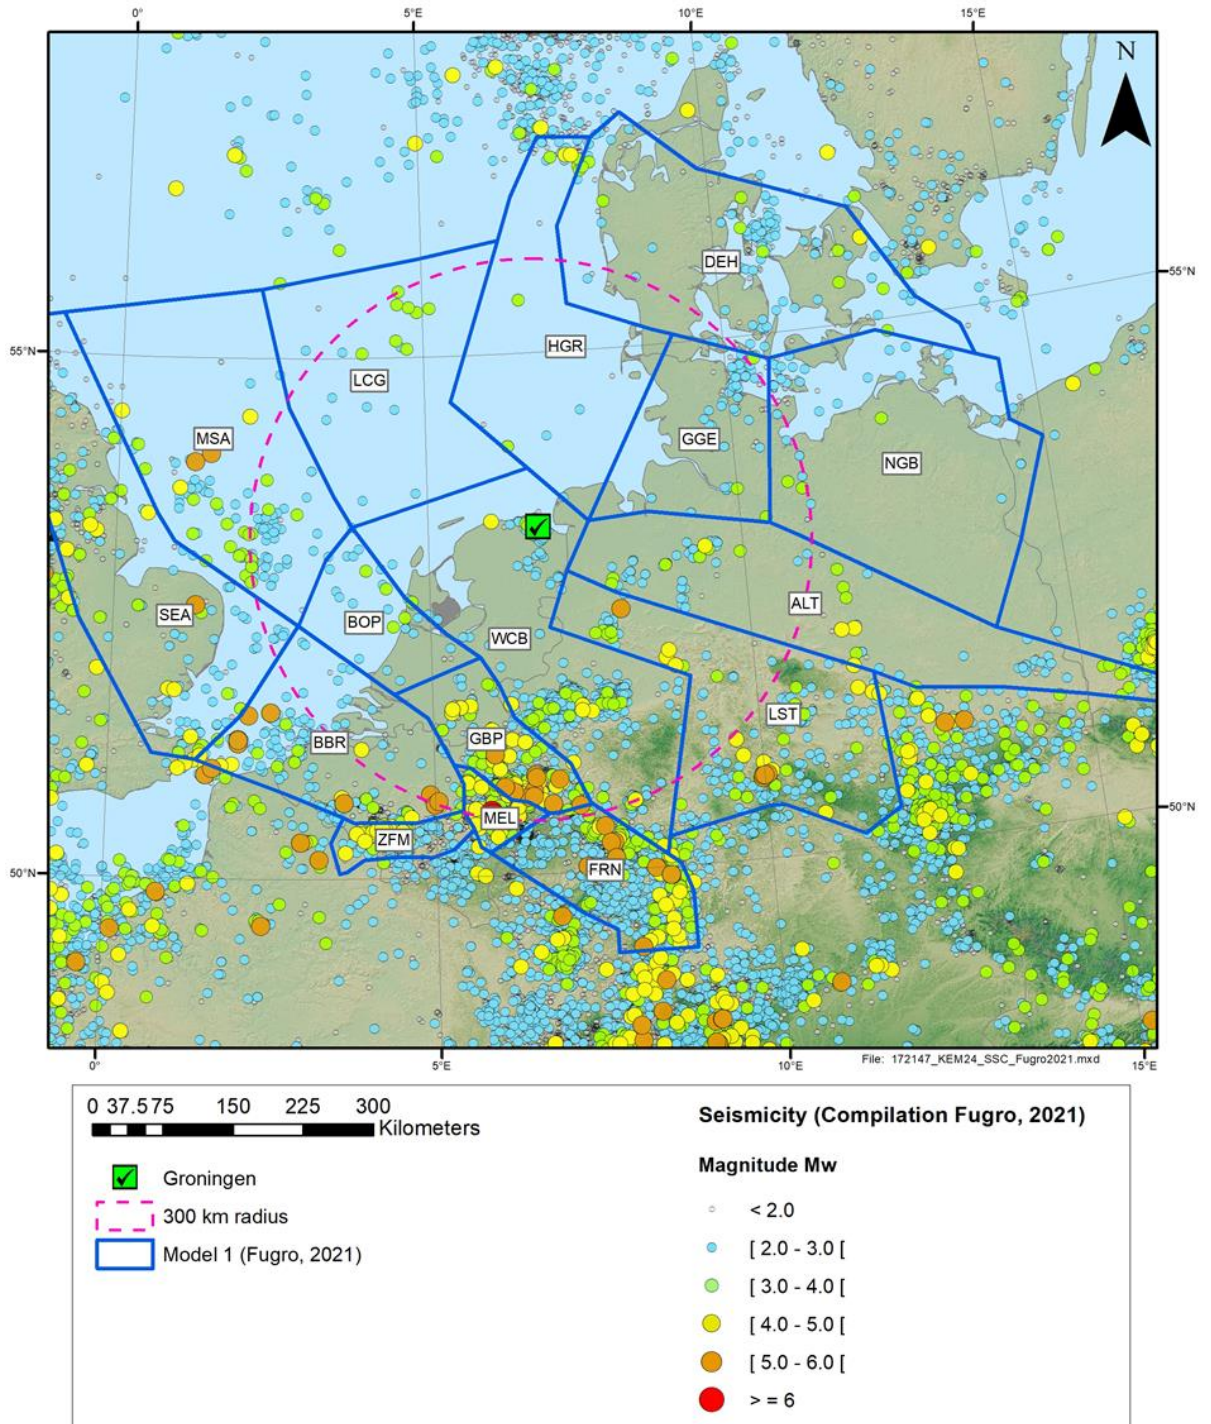 0° 5°E 10°E 15°E
N
55°N
DEH
HGR
55°N
LCG
MSA
GGE
NGB
ALT
SEA
BOP
WCB
LST
BBR
GBP
MEL
50°N
ZFM
50°N
FRN
File: 172147_KEM24_SSC_Fugro2021.mxd
0° 5°E 10°E 15°E
0 37.5 75 150 225 300
Kilometers
Groningen
300 km radius
Model 1 (Fugro, 2021)
Seismicity (Compilation Fugro, 2021)
Magnitude Mw
< 2.0
[ 2.0 - 3.0 [
[ 3.0 - 4.0 [
[ 4.0 - 5.0 [
[ 5.0 - 6.0 [
> = 6